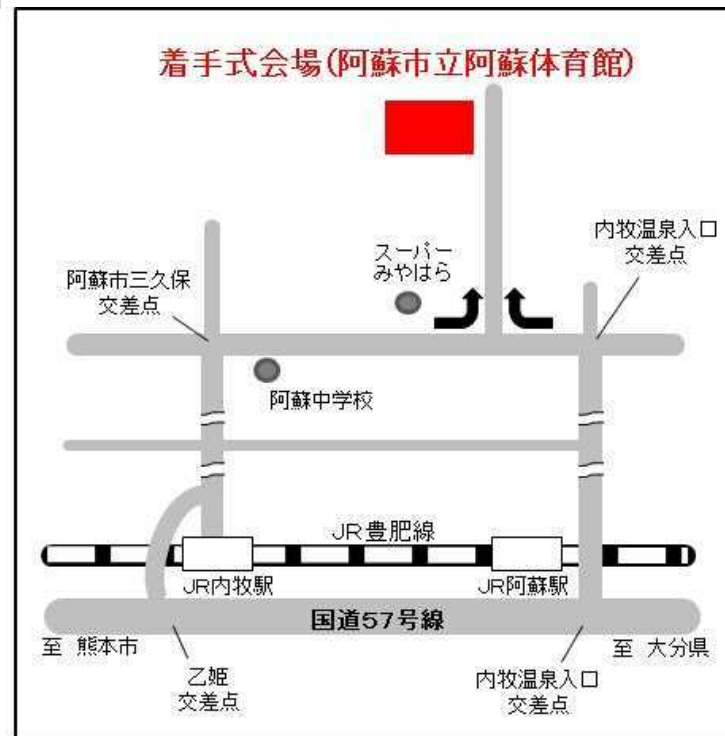 着手式会場(阿蘇市立阿蘇体育館)
内牧温泉入口
交差点
スーパー
みやはら
阿蘇市三久保
交差点
阿蘇中学校
JR豊肥線
JR内牧駅
JR阿蘇駅
国道57号線
至 熊本市
至 大分県
乙姫
交差点
内牧温泉入口
交差点